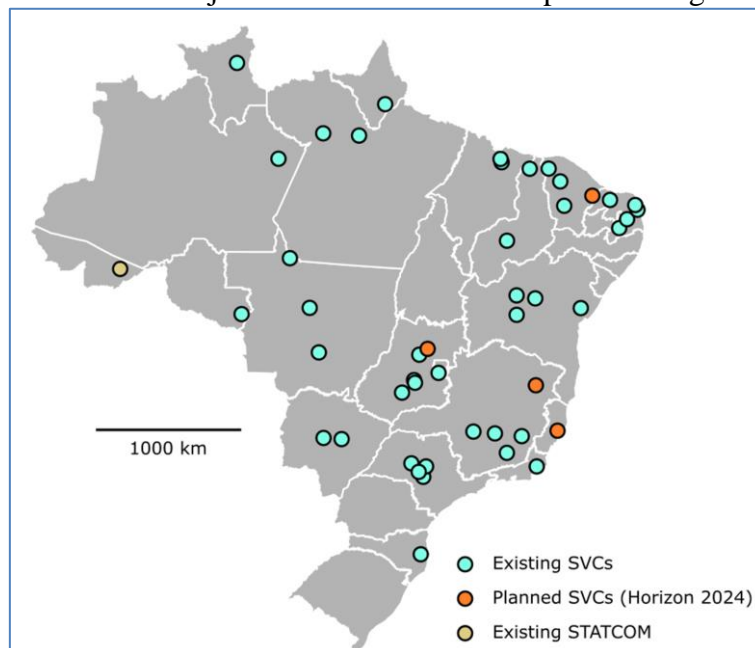 1000 km
Existing SVCs
Planned SVCs (Horizon 2024)
Existing STATCOM